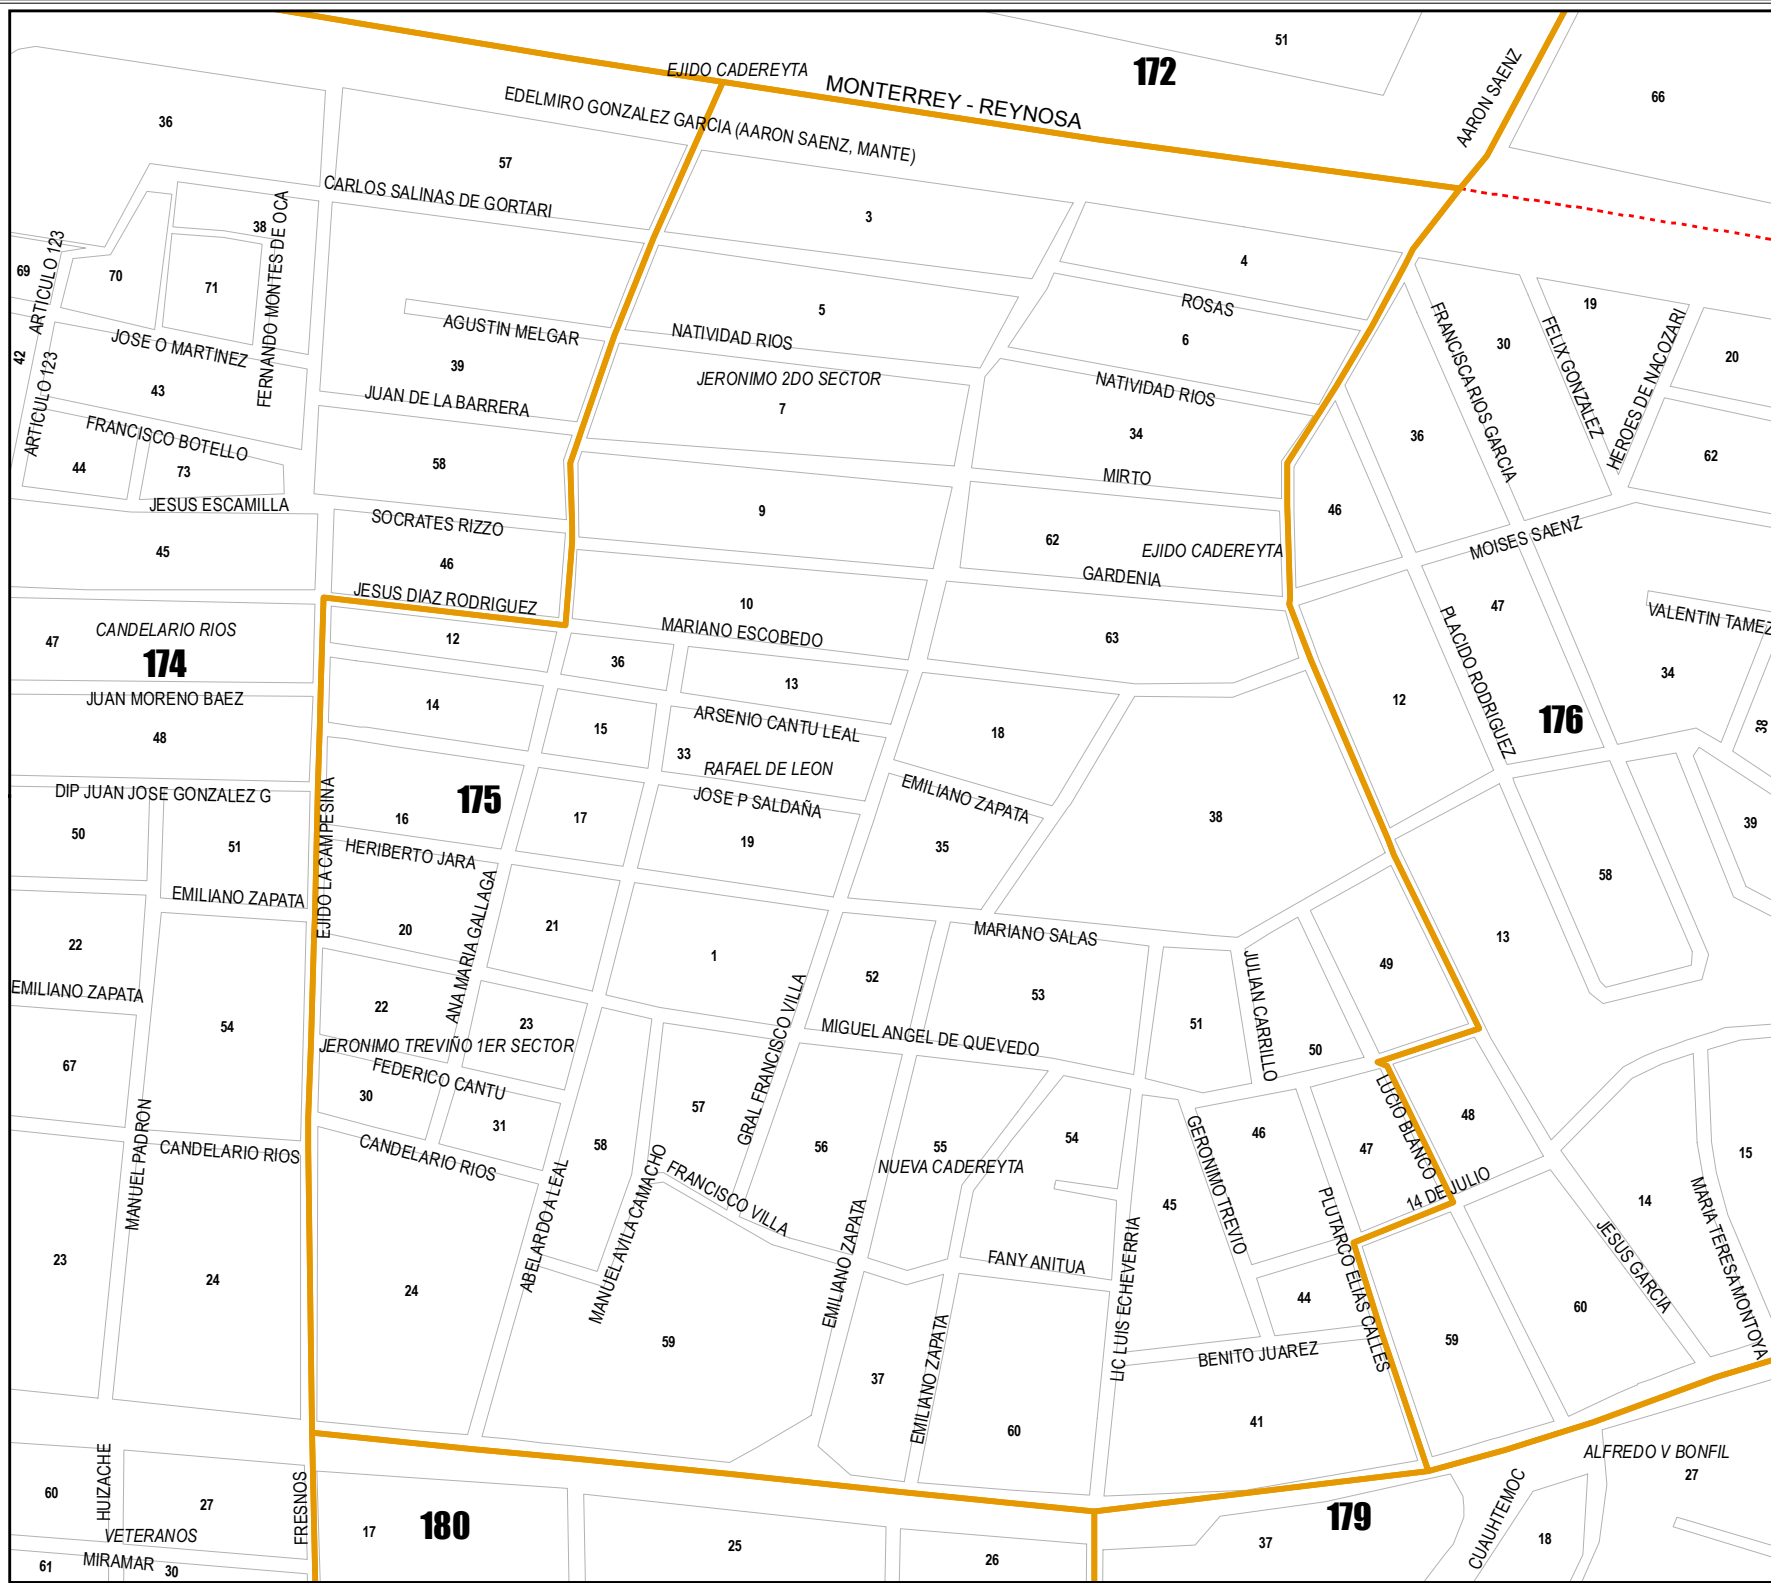 51
172
EJIDO CADEREYTA
MONTERREY - REYNOSA
AARON SAENZ
66
EDELMIRO GONZALEZ GARCIA (AARON SAENZ, MANTE)
36
57
CARLOS SALINAS DE GORTARI
3
38
FERNANDO MONTES DE OCA
ARTICULO 123
69
70
71
4
ROSAS
5
19
AGUSTIN MELGAR
NATIVIDAD RIOS
6
FRANCISCA RIOS GARCIA
30
FELIX GONZALEZ
HEROES DE NACOZARI
20
JOSE O MARTINEZ
42
39
JERONIMO 2DO SECTOR
7
NATIVIDAD RIOS
43
ARTICULO 123
JUAN DE LA BARRERA
FRANCISCO BOTELLO
34
36
62
44
73
58
MIRTO
JESUS ESCAMILLA
SOCRATES RIZZO
9
46
MOISES SAENZ
45
46
62
EJIDO CADEREYTA
GARDENIA
JESUS DIAZ RODRIGUEZ
10
47
VALENTIN TAMEZ
CANDELARIO RIOS
47
174
12
MARIANO ESCOBEDO
63
PLACIDO RODRIGUEZ
36
13
34
JUAN MORENO BAEZ
14
12
176
48
15
ARSENIO CANTU LEAL
18
38
33
RAFAEL DE LEON
DIP JUAN JOSE GONZALEZ G
EJIDO LA CAMPESINA
175
JOSE P SALDAÑA
EMILIANO ZAPATA
16
17
38
50
51
HERIBERTO JARA
19
35
39
58
EMILIANO ZAPATA
ANA MARIA GALLAGA
20
21
MARIANO SALAS
13
22
1
JULIAN CARRILLO
49
52
53
EMILIANO ZAPATA
22
23
GRAL FRANCISCO VILLA
51
54
JERONIMO TREVIÑO 1ER SECTOR
MIGUEL ANGEL DE QUEVEDO
50
67
FEDERICO CANTU
30
57
LUCIO BLANCO
48
31
58
56
55
54
GERONIMO TREVIO
46
47
MANUEL PADRON
CANDELARIO RIOS
CANDELARIO RIOS
NUEVA CADEREYTA
15
ABELARDO A LEAL
MANUEL AVILA CAMACHO
FRANCISCO VILLA
14 DE JULIO
45
14
MARIA TERESA MONTOYA
EMILIANO ZAPATA
PLUTARCO ELIAS CALLES
JESUS GARCIA
23
24
24
FANY ANITUA
LIC LUIS ECHEVERRIA
44
60
59
BENITO JUAREZ
59
37
EMILIANO ZAPATA
60
41
ALFREDO V BONFIL
27
HUIZACHE
FRESNOS
60
27
VETERANOS
17
180
179
CUAUHTEMOC
25
26
37
18
61
MIRAMAR
30